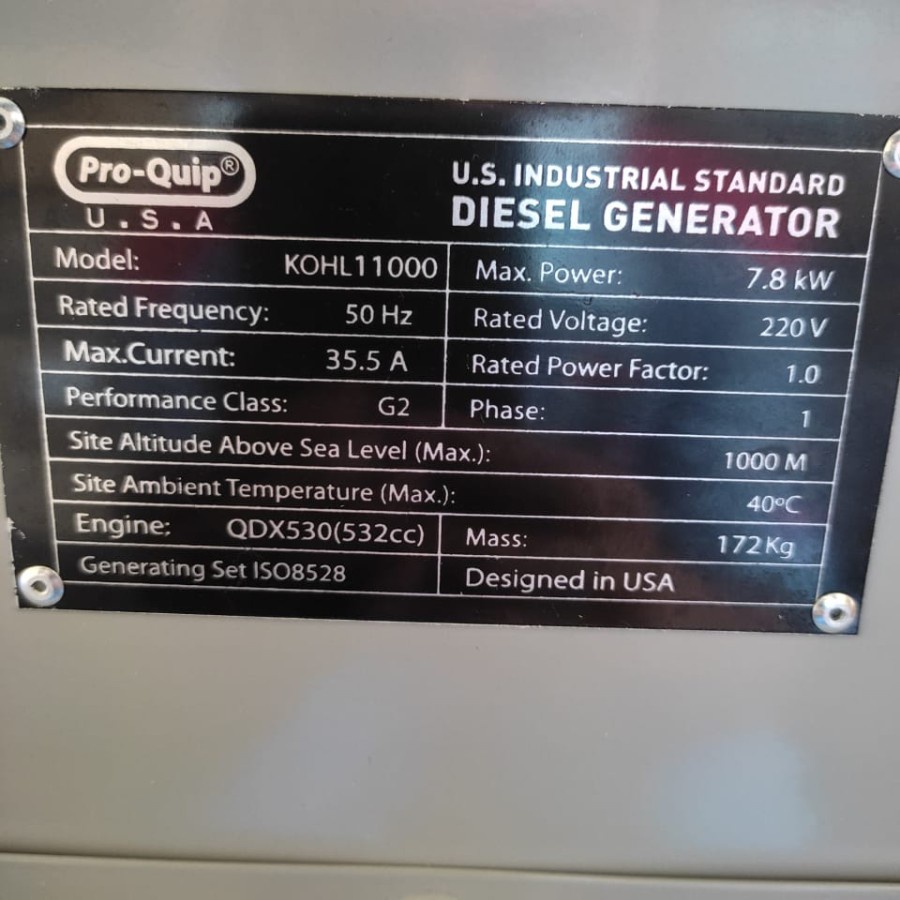 Pro-Quip®
U.S.A
U.S. INDUSTRIAL STANDARD
DIESEL GENERATOR
Model: KOHL11000 Max. Power: 7.8 kW
Rated Frequency: 50 Hz Rated Voltage: 220 V
Max.Current: 35.5 A Rated Power Factor: 1.0
Performance Class: G2 Phase: 1
Site Altitude Above Sea Level (Max.): 1000 M
Site Ambient Temperature (Max.): 40ºC
Engine: QDX530(532cc) Mass: 172Kg
Generating Set ISO8528 Designed in USA